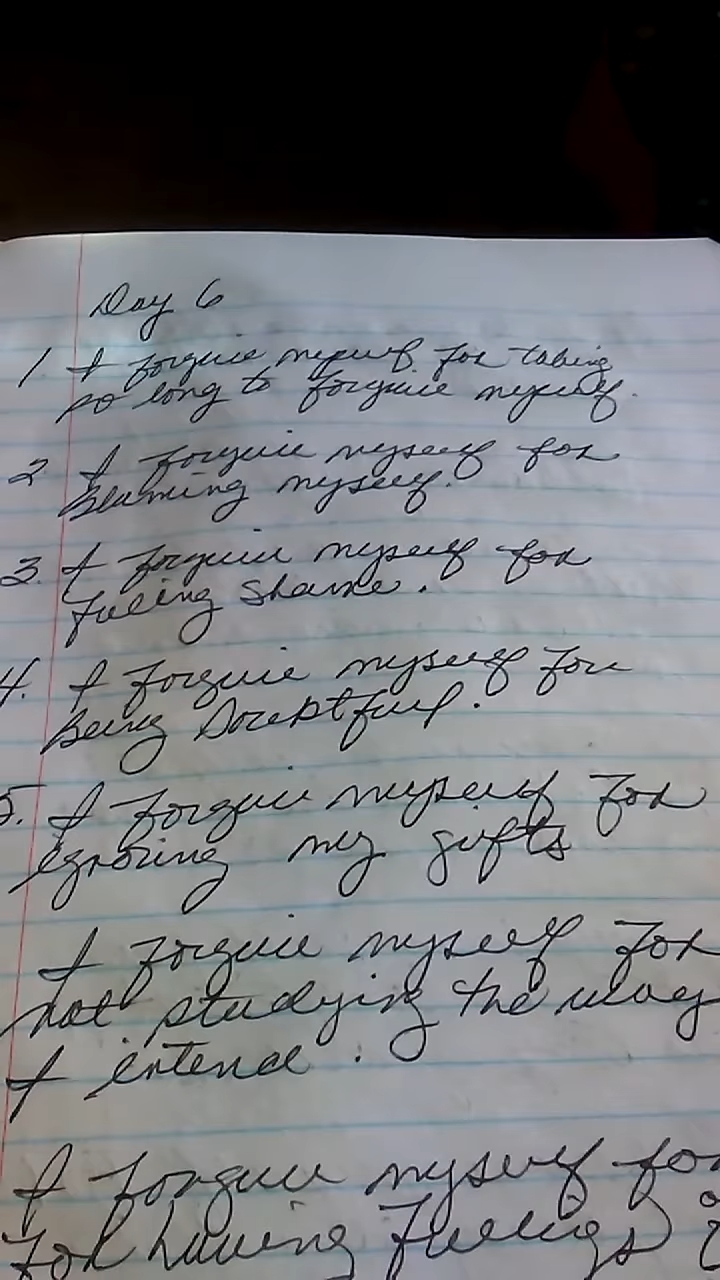 Day 6
1. I forgive myself for taking
so long to forgive myself.
2 I forgive myself for
Blaming myself.
3. I forgive myself for
feeling shame.
4. I forgive myself for
Being Doubtful.
5. I forgive myself for
ignoring my gifts
I forgive myself for
not studying the way
I intend.
I forgive myself for
for having feelings